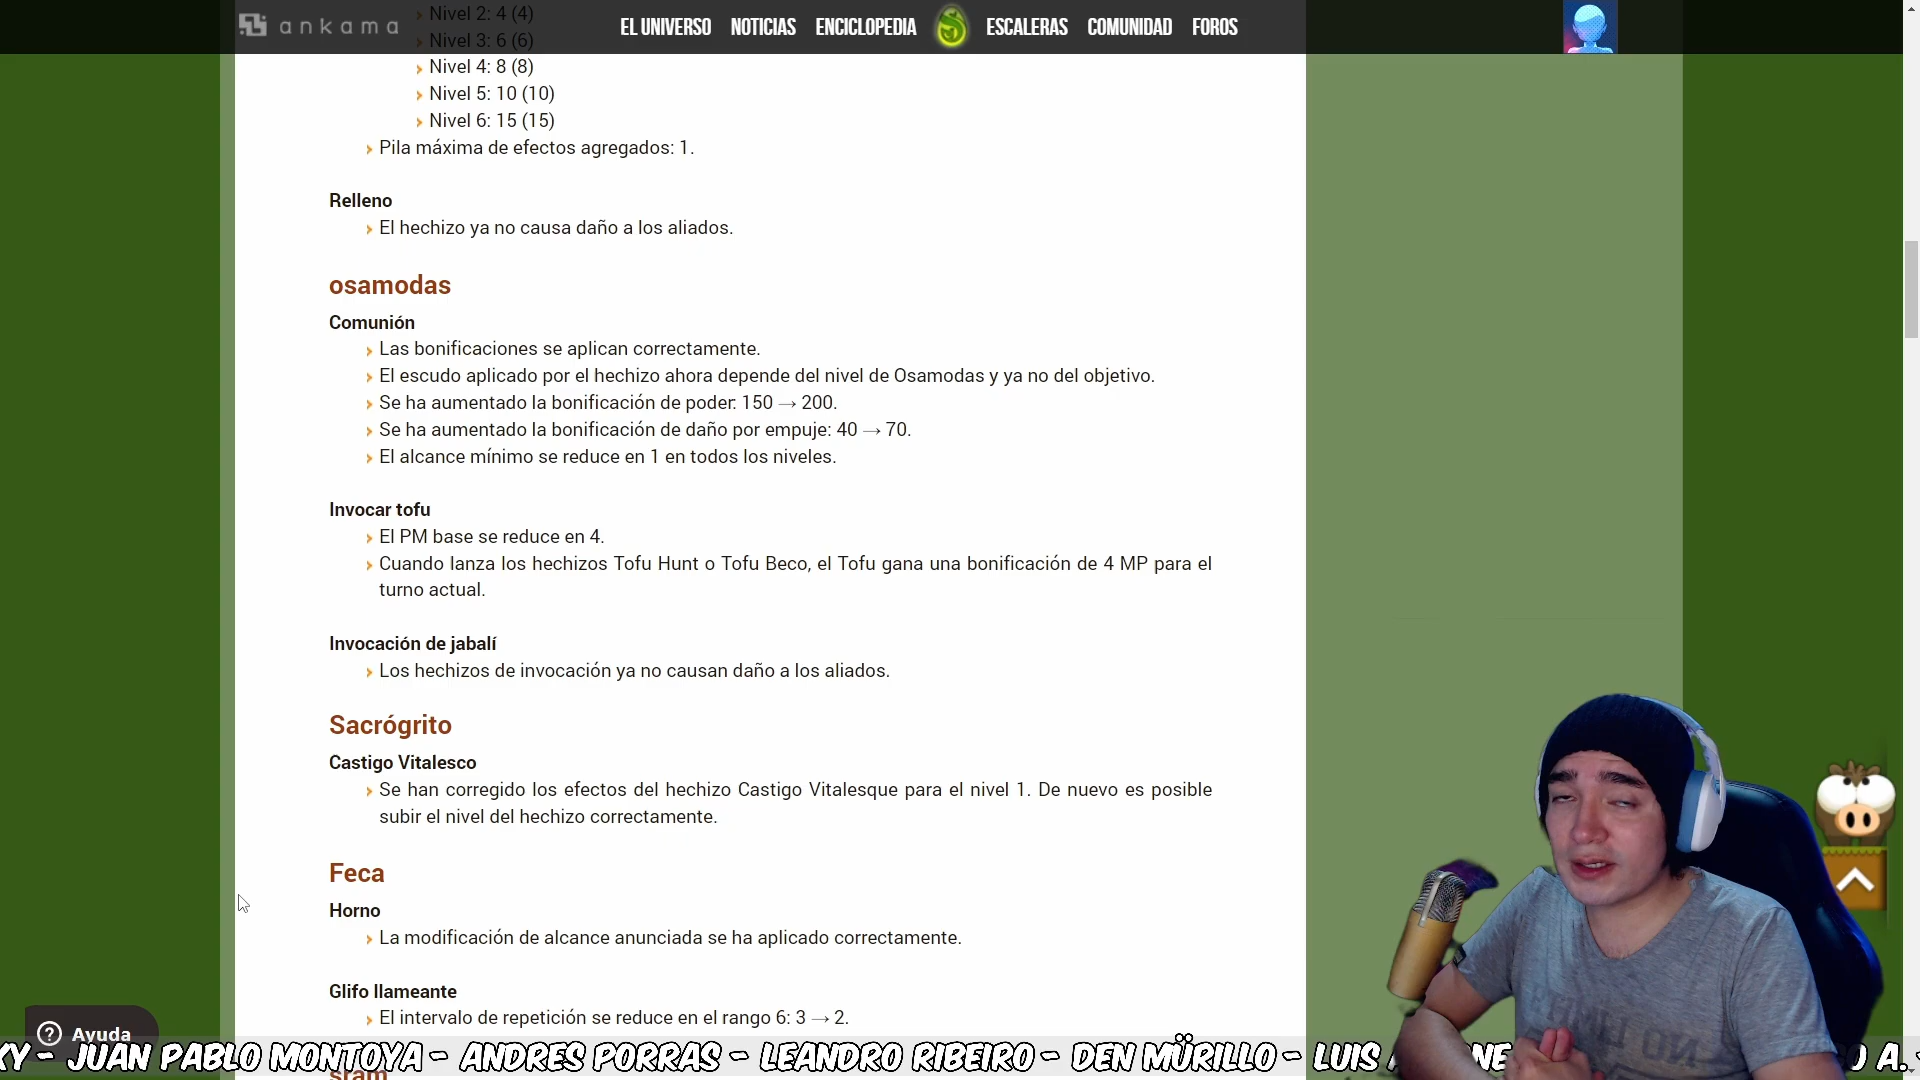 ankama
EL UNIVERSO NOTICIAS ENCICLOPEDIA ESCALERAS COMUNIDAD FOROS
Nivel 2: 4 (4)
Nivel 3: 6 (6)
Nivel 4: 8 (8)
Nivel 5: 10 (10)
Nivel 6: 15 (15)
Pila máxima de efectos agregados: 1.
Relleno
El hechizo ya no causa daño a los aliados.
osamodas
Comunión
Las bonificaciones se aplican correctamente.
El escudo aplicado por el hechizo ahora depende del nivel de Osamodas y ya no del objetivo.
Se ha aumentado la bonificación de poder: 150 → 200.
Se ha aumentado la bonificación de daño por empuje: 40 → 70.
El alcance mínimo se reduce en 1 en todos los niveles.
Invocar tofu
El PM base se reduce en 4.
Cuando lanza los hechizos Tofu Hunt o Tofu Beco, el Tofu gana una bonificación de 4 MP para el
turno actual.
Invocación de jabalí
Los hechizos de invocación ya no causan daño a los aliados.
Sacrógrito
Castigo Vitalesco
Se han corregido los efectos del hechizo Castigo Vitalesque para el nivel 1. De nuevo es posible
subir el nivel del hechizo correctamente.
Feca
Horno
La modificación de alcance anunciada se ha aplicado correctamente.
Glifo llameante
El intervalo de repetición se reduce en el rango 6: 3 → 2.
Ayuda
KY - JUAN PABLO MONTOYA - ANDRES PORRAS - LEANDRO RIBEIRO - DEN MÜRILLO - LUIS A. -
sram